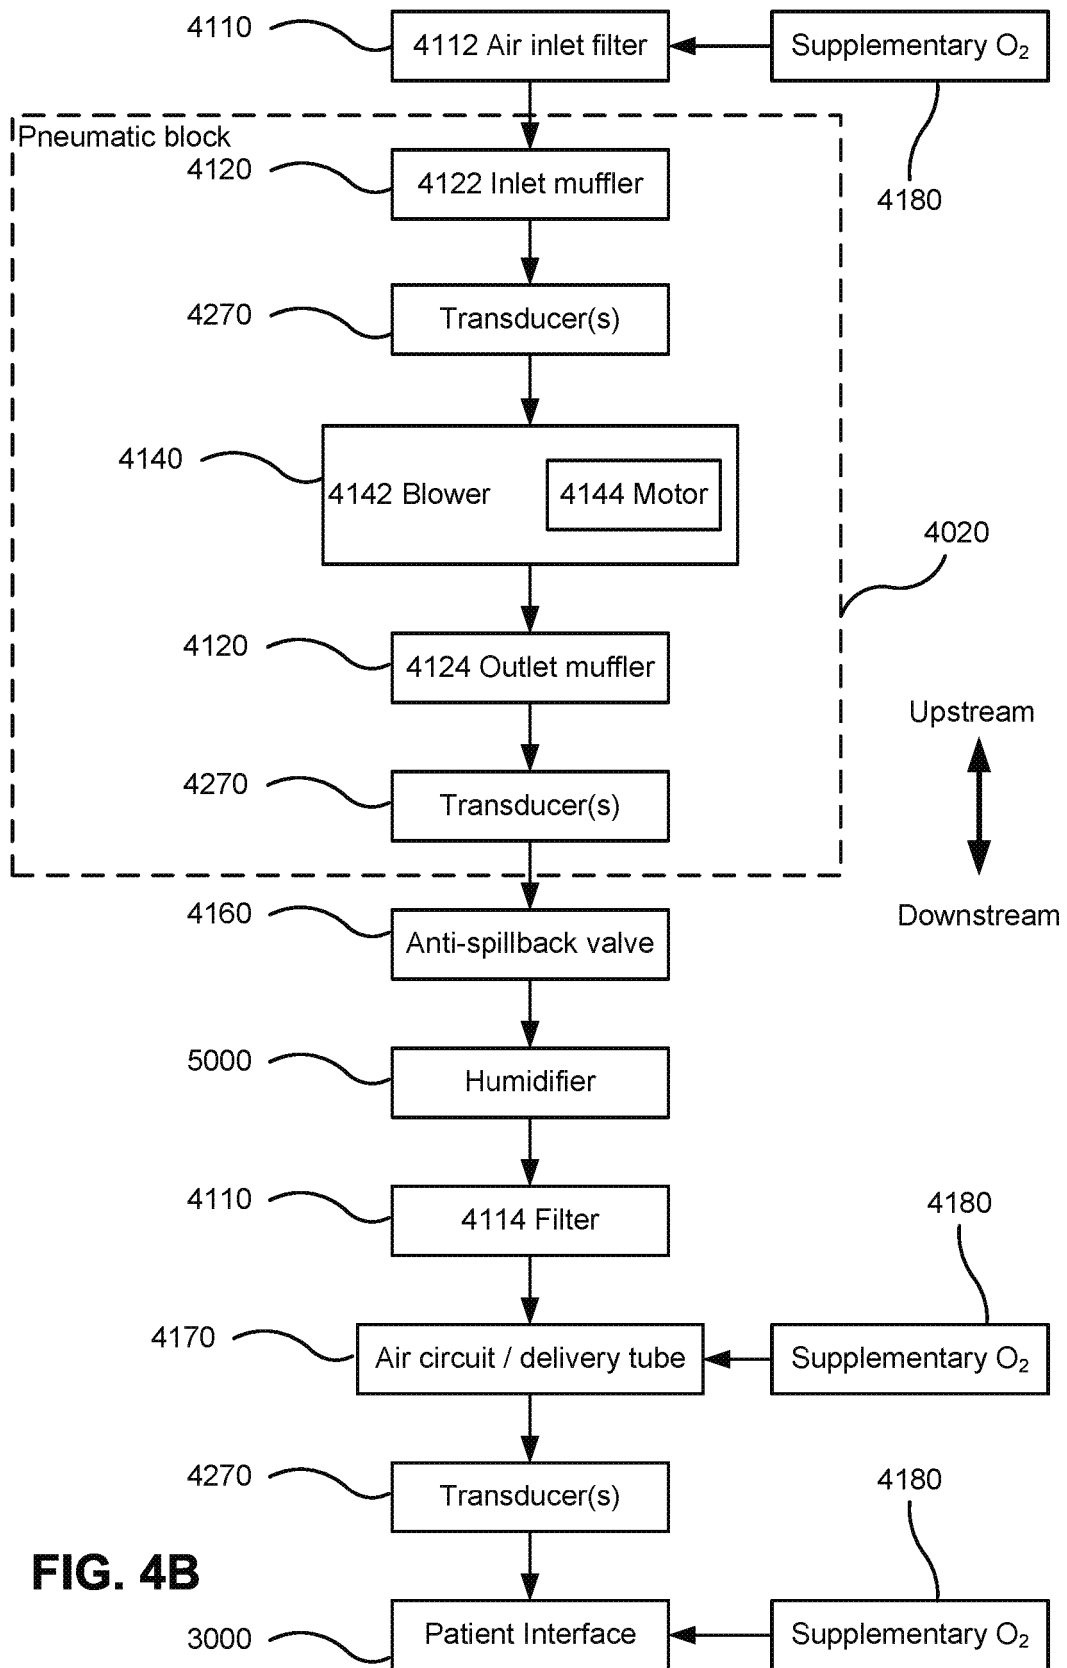 4110
4112 Air inlet filter
Supplementary O₂
Pneumatic block
4120
4122 Inlet muffler
4180
4270
Transducer(s)
4140
4142 Blower
4144 Motor
4020
4120
4124 Outlet muffler
Upstream
4270
Transducer(s)
4160
Anti-spillback valve
Downstream
5000
Humidifier
4110
4114 Filter
4180
4170
Air circuit / delivery tube
Supplementary O₂
4270
Transducer(s)
4180
FIG. 4B
3000
Patient Interface
Supplementary O₂